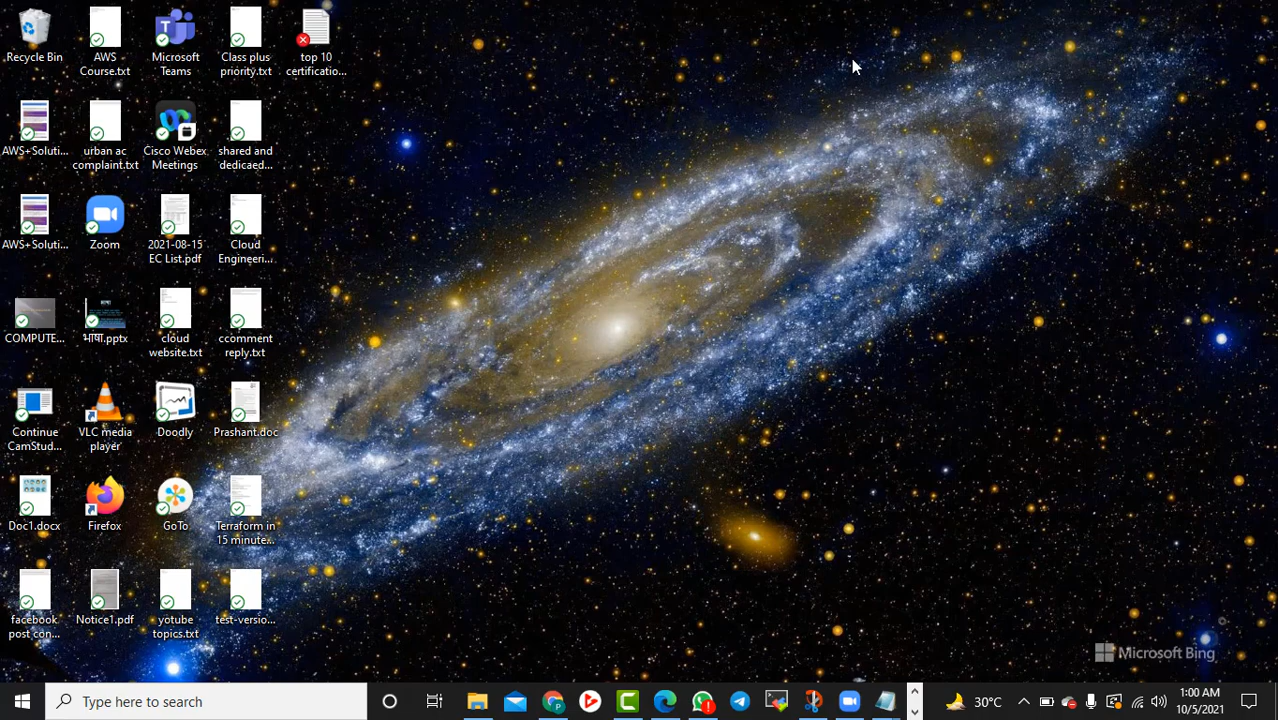 Recycle Bin
AWS
Course.txt
Microsoft
Teams
Class plus
priority.txt
top 10
certificatio...
AWS+Soluti...
urban ac
complaint.txt
Cisco Webex
Meetings
shared and
dedicaed...
AWS+Soluti...
Zoom
2021-08-15
EC List.pdf
Cloud
Engineeri...
COMPUTE...
.pptx
cloud
website.txt
ccomment
reply.txt
Continue
CamStud...
VLC media
player
Doodly
Prashant.doc
Doc1.docx
Firefox
GoTo
Terraform in
15 minute...
facebook
post con...
Notice1.pdf
yotube
topics.txt
test-versio...
Microsoft Bing
Type here to search
30°C
1:00 AM
10/5/2021